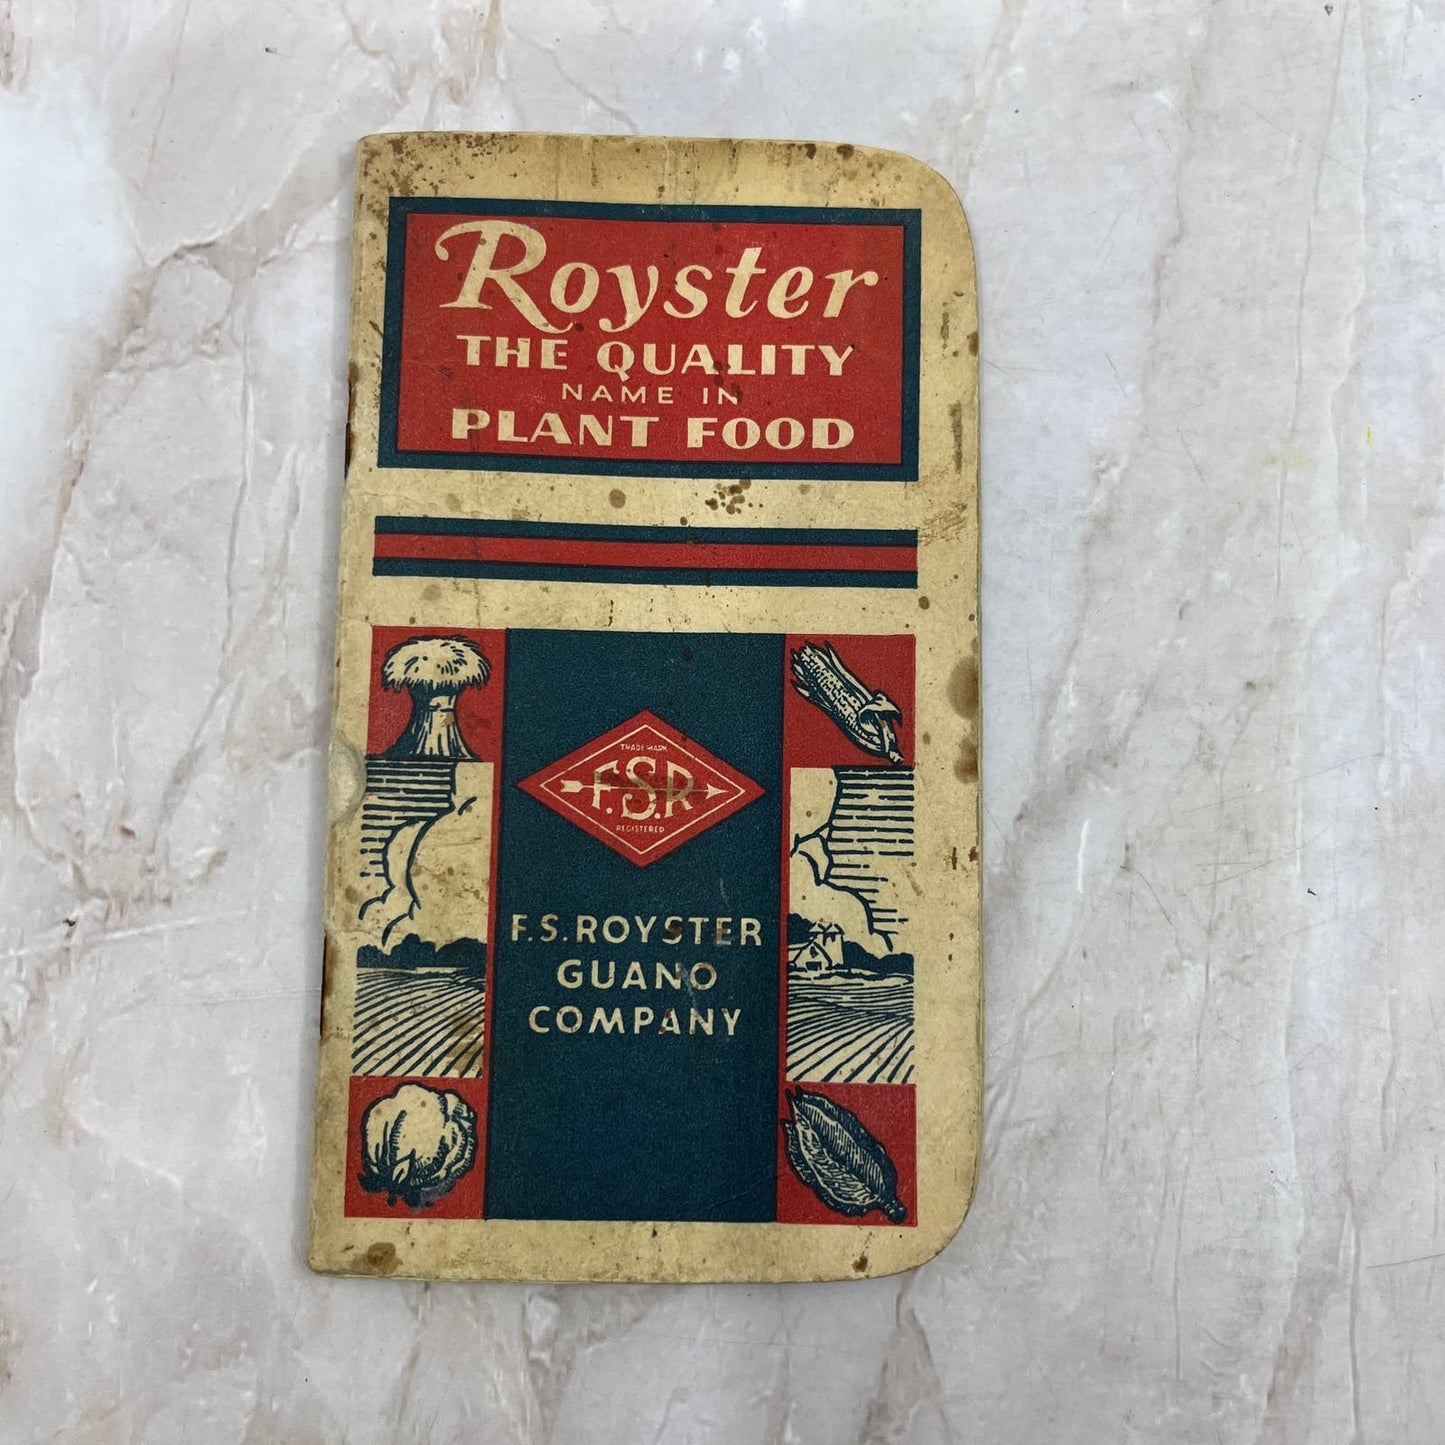 Royster
THE QUALITY
NAME IN
PLANT FOOD
TRADE MARK
F.S.R
REGISTERED
F.S. ROYSTER
GUANO
COMPANY